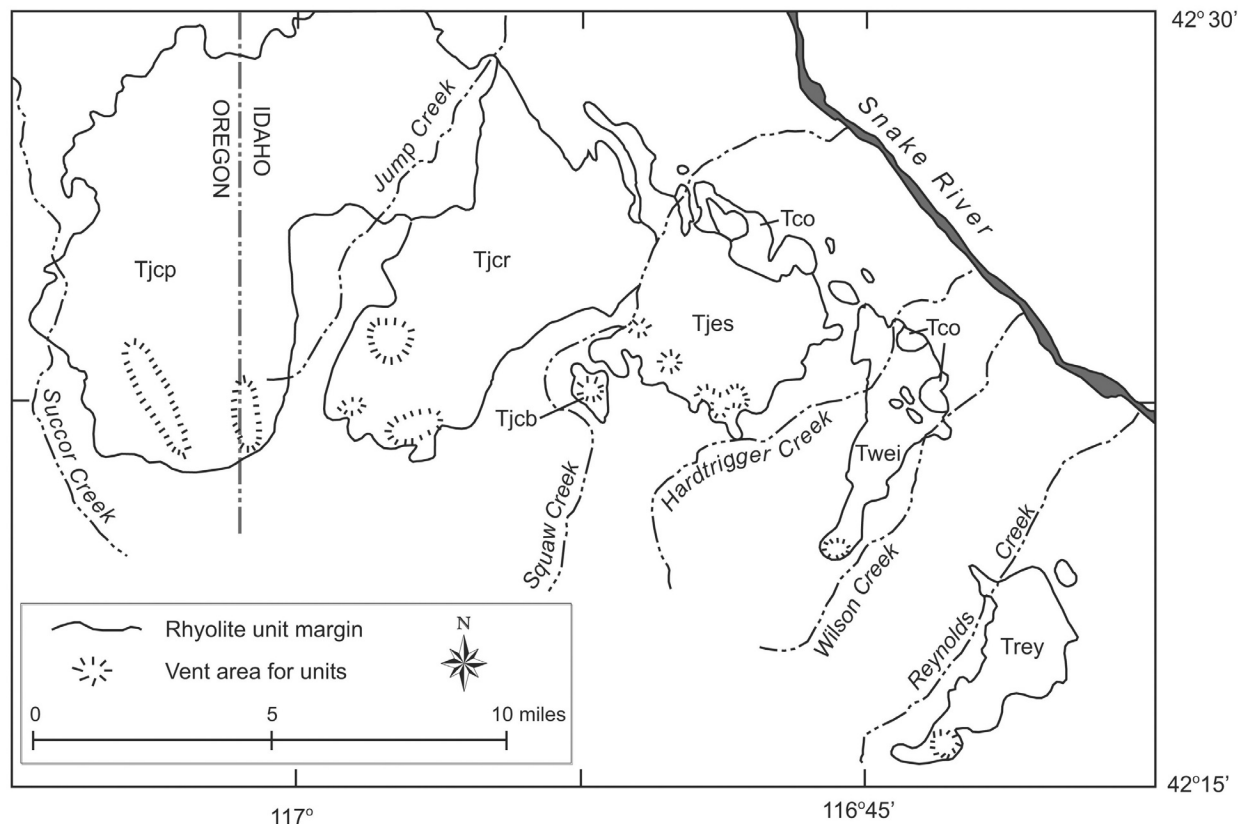 42° 30'
Snake River
Jump Creek
IDAHO
OREGON
Tco
Tjcp
Tjcr
Tjes
Tco
Tjcb
Hardtrigger Creek
Twei
Succor Creek
Squaw Creek
Wilson Creek
Reynolds Creek
Trey
Rhyolite unit margin
N
Vent area for units
0 5 10 miles
42°15'
117° 116°45'